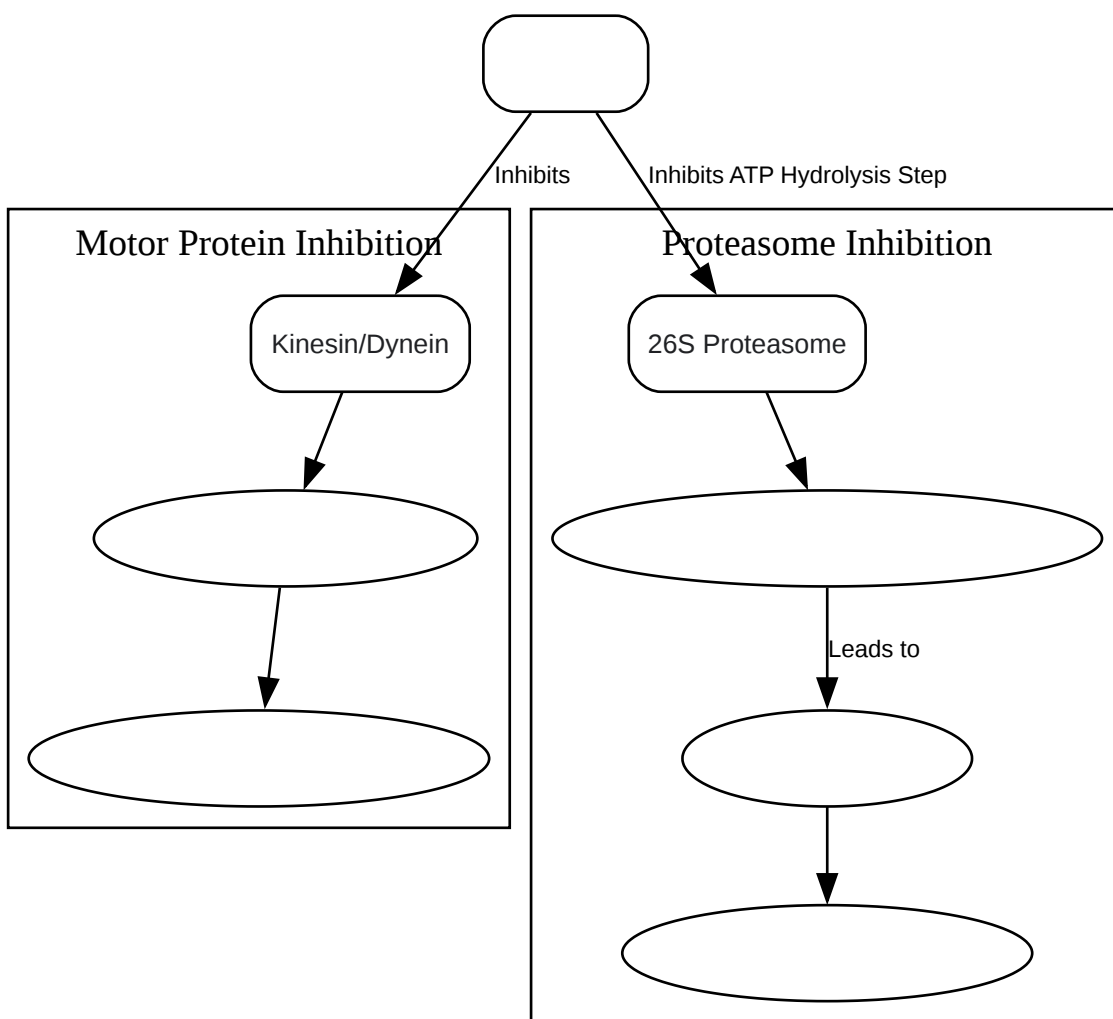 Inhibits
Inhibits ATP Hydrolysis Step
Motor Protein Inhibition
Proteasome Inhibition
Kinesin/Dynein
26S Proteasome
Leads to